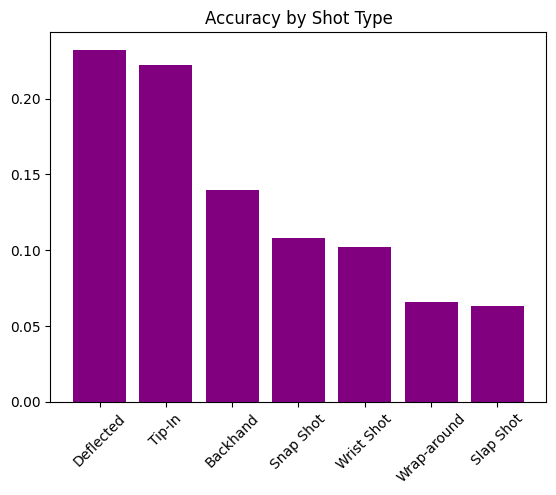 Accuracy by Shot Type
0.20
0.15
0.10
0.05
0.00
Deflected
Tip-In
Backhand
Snap Shot
Wrist Shot
Wrap-around
Slap Shot